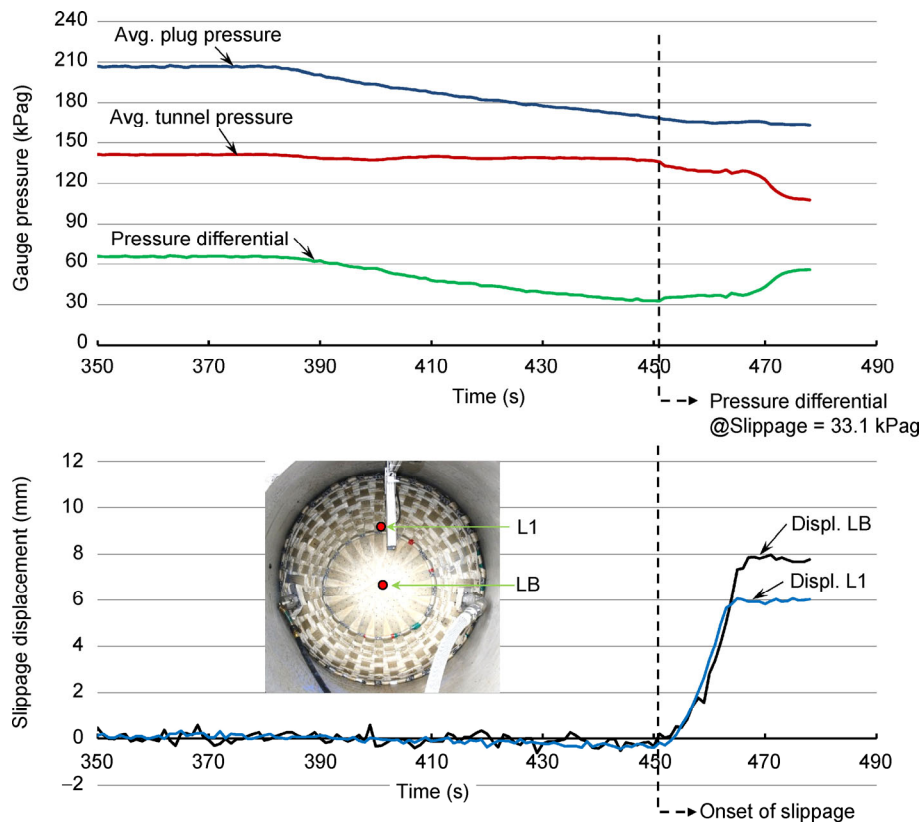 240
210
180
150
120
90
60
30
0
Gauge pressure (kPag)
Avg. plug pressure
Avg. tunnel pressure
Pressure differential
350 370 390 410 430 450 470 490
Time (s)
Pressure differential
@Slippage = 33.1 kPag
12
10
8
6
4
2
0
−2
Slippage displacement (mm)
L1
LB
Displ. LB
Displ. L1
350 370 390 410 430 450 470 490
Time (s)
Onset of slippage